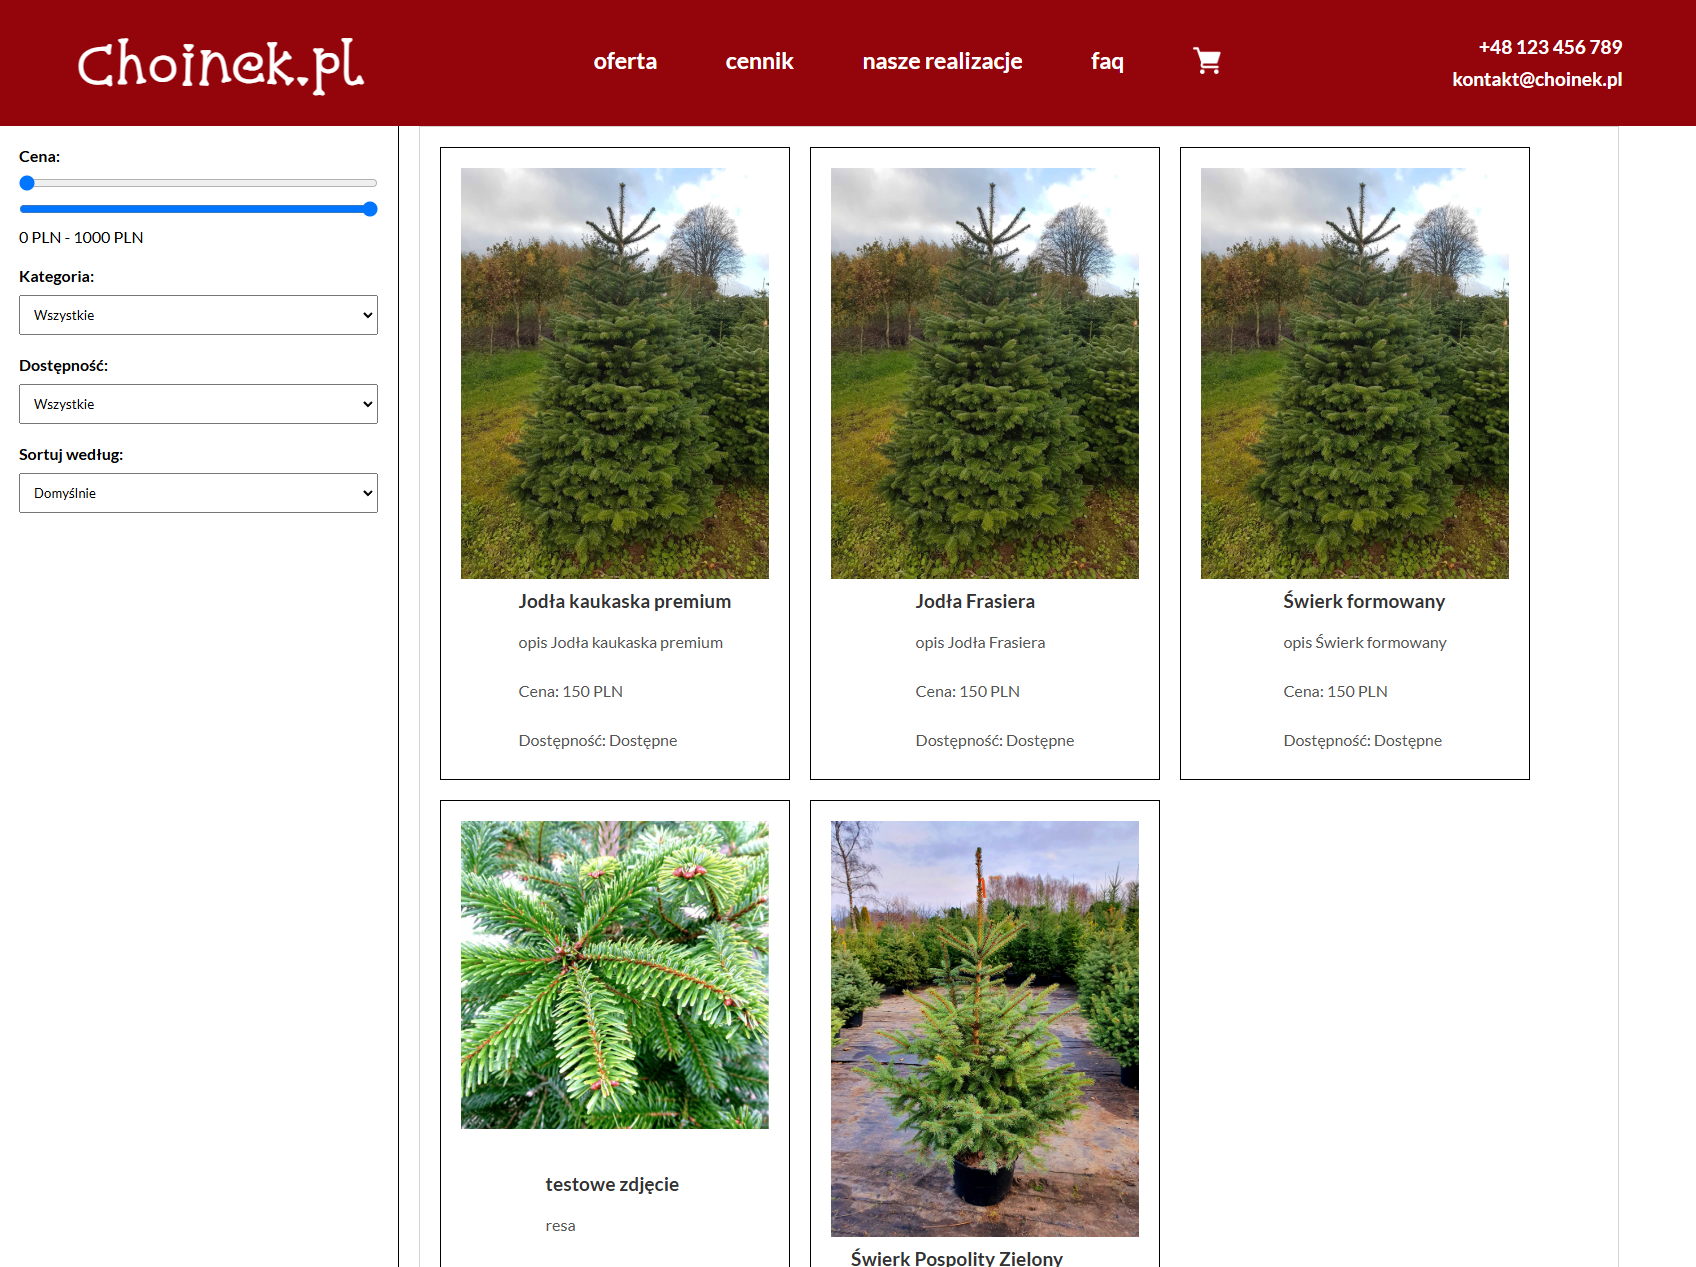 Choinek.pl
oferta
cennik
nasze realizacje
faq
+48 123 456 789
kontakt@choinek.pl
Cena:
0 PLN - 1000 PLN
Kategoria:
Wszystkie
Dostępność:
Wszystkie
Sortuj według:
Domyślnie
Jodła kaukaska premium
opis Jodła kaukaska premium
Cena: 150 PLN
Dostępność: Dostępne
Jodła Frasiera
opis Jodła Frasiera
Cena: 150 PLN
Dostępność: Dostępne
Świerk formowany
opis Świerk formowany
Cena: 150 PLN
Dostępność: Dostępne
testowe zdjęcie
resa
Świerk Pospolity Zielony